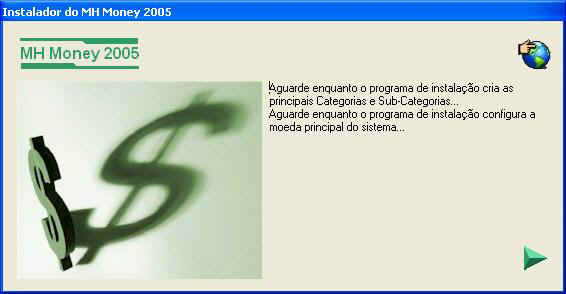 Instalador do MH Money 2005
MH Money 2005
Aguarde enquanto o programa de instalação cria as
principais Categorias e Sub-Categorias...
Aguarde enquanto o programa de instalação configura a
moeda principal do sistema...